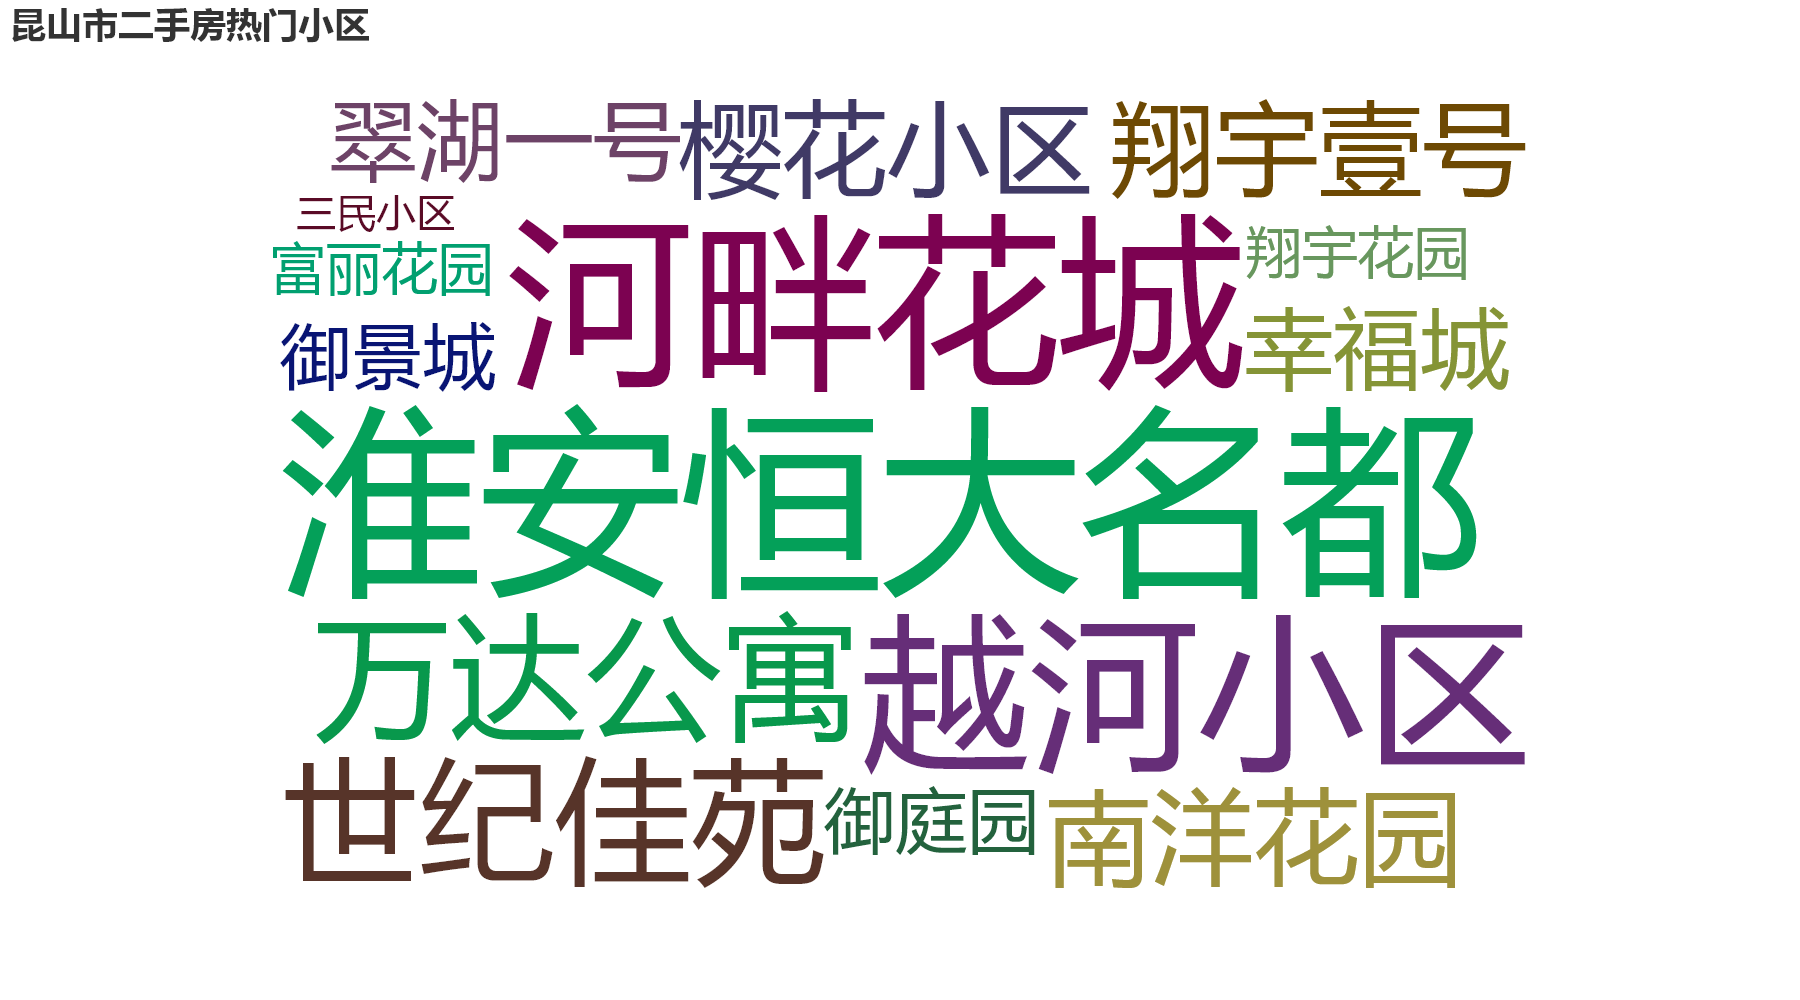 昆山市二手房热门小区
翠湖一号
樱花小区
翔宇壹号
三民小区
河畔花城
翔宇花园
富丽花园
御景城
幸福城
淮安恒大名都
万达公寓
越河小区
世纪佳苑
御庭园
南洋花园